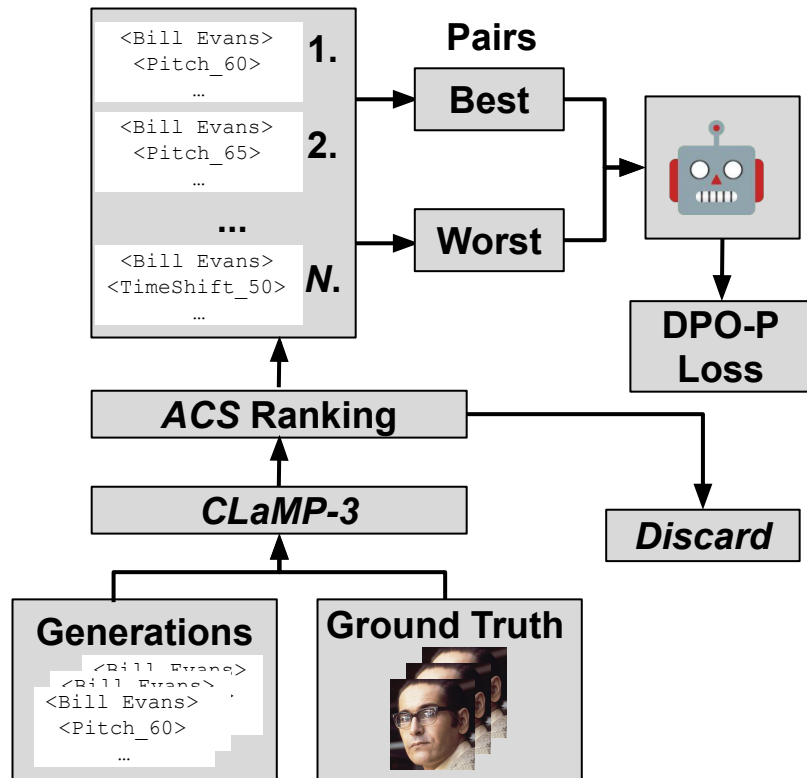 <Bill Evans>
<Pitch_60>
…
1.
<Bill Evans>
<Pitch_65>
…
2.
...
<Bill Evans>
<TimeShift_50>
…
N.
Pairs
Best
Worst
DPO-P
Loss
ACS Ranking
CLaMP-3
Discard
Generations
<Bill Evans>
<Bill Evans>
<Bill Evans>
<Pitch_60>
…
Ground Truth